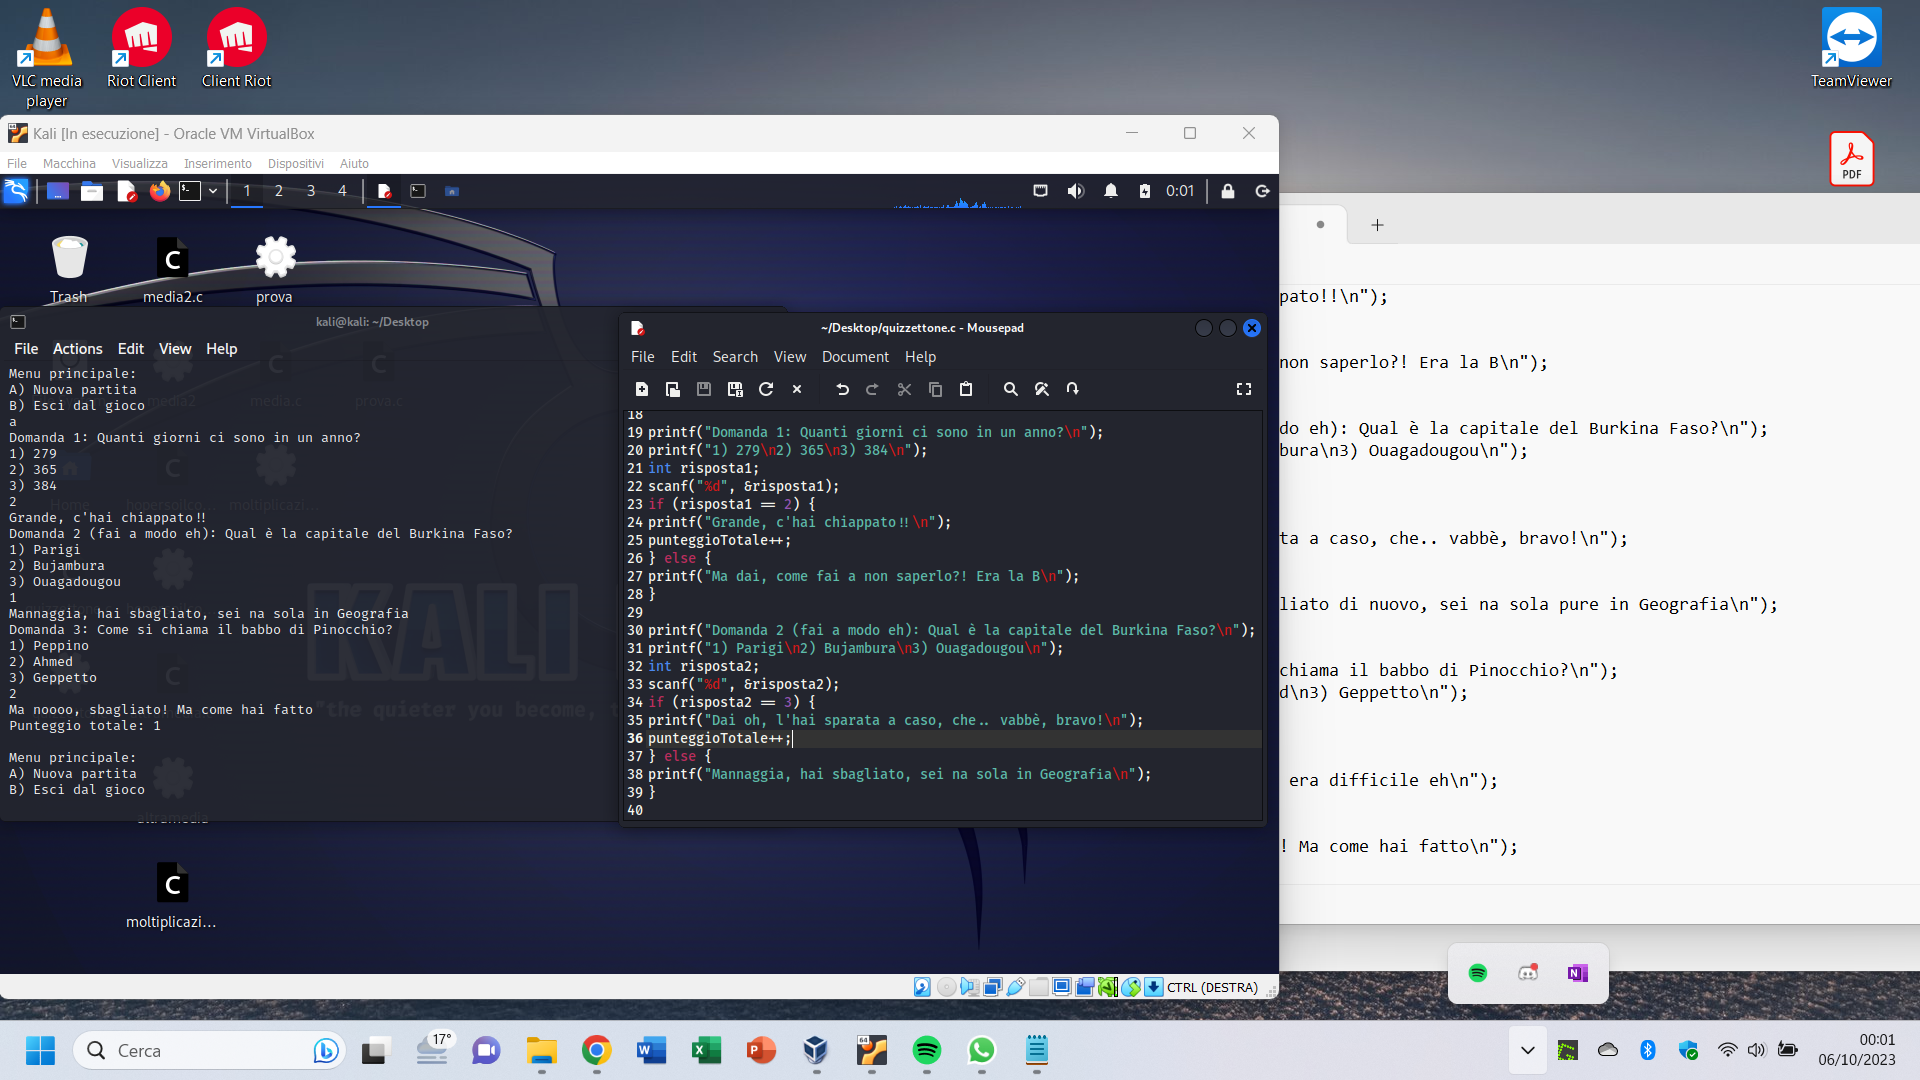 VLC media player
Riot Client
Client Riot
TeamViewer
PDF
Kali [In esecuzione] - Oracle VM VirtualBox
File Macchina Visualizza Inserimento Dispositivi Aiuto
1 2 3 4
0:01
Trash
media2.c
prova
kali@kali: ~/Desktop
File Actions Edit View Help
Menu principale:
A) Nuova partita
B) Esci dal gioco
a
Domanda 1: Quanti giorni ci sono in un anno?
1) 279
2) 365
3) 384
2
Grande, c'hai chiappato!!
Domanda 2 (fai a modo eh): Qual è la capitale del Burkina Faso?
1) Parigi
2) Bujambura
3) Ouagadougou
1
Mannaggia, hai sbagliato, sei na sola in Geografia
Domanda 3: Come si chiama il babbo di Pinocchio?
1) Peppino
2) Ahmed
3) Geppetto
2
Ma noooo, sbagliato! Ma come hai fatto
Punteggio totale: 1
Menu principale:
A) Nuova partita
B) Esci dal gioco
media2
media.c
prova.c
Home
moltiplicazi...
KALI
"the quieter you become, t
altramedia
moltiplicazi...
~/Desktop/quizzettone.c - Mousepad
File Edit Search View Document Help
18
19 printf("Domanda 1: Quanti giorni ci sono in un anno?\n");
20 printf("1) 279\n2) 365\n3) 384\n");
21 int risposta1;
22 scanf("%d", &risposta1);
23 if (risposta1 == 2) {
24 printf("Grande, c'hai chiappato!!\n");
25 punteggioTotale++;
26 } else {
27 printf("Ma dai, come fai a non saperlo?! Era la B\n");
28 }
29
30 printf("Domanda 2 (fai a modo eh): Qual è la capitale del Burkina Faso?\n");
31 printf("1) Parigi\n2) Bujambura\n3) Ouagadougou\n");
32 int risposta2;
33 scanf("%d", &risposta2);
34 if (risposta2 == 3) {
35 printf("Dai oh, l'hai sparata a caso, che.. vabbè, bravo!\n");
36 punteggioTotale++;
37 } else {
38 printf("Mannaggia, hai sbagliato, sei na sola in Geografia\n");
39 }
40
pato!!\n");
non saperlo?! Era la B\n");
do eh): Qual è la capitale del Burkina Faso?\n");
bura\n3) Ouagadougou\n");
ta a caso, che.. vabbè, bravo!\n");
liato di nuovo, sei na sola pure in Geografia\n");
chiama il babbo di Pinocchio?\n");
d\n3) Geppetto\n");
era difficile eh\n");
! Ma come hai fatto\n");
CTRL (DESTRA)
Cerca
17°
64
00:01
06/10/2023